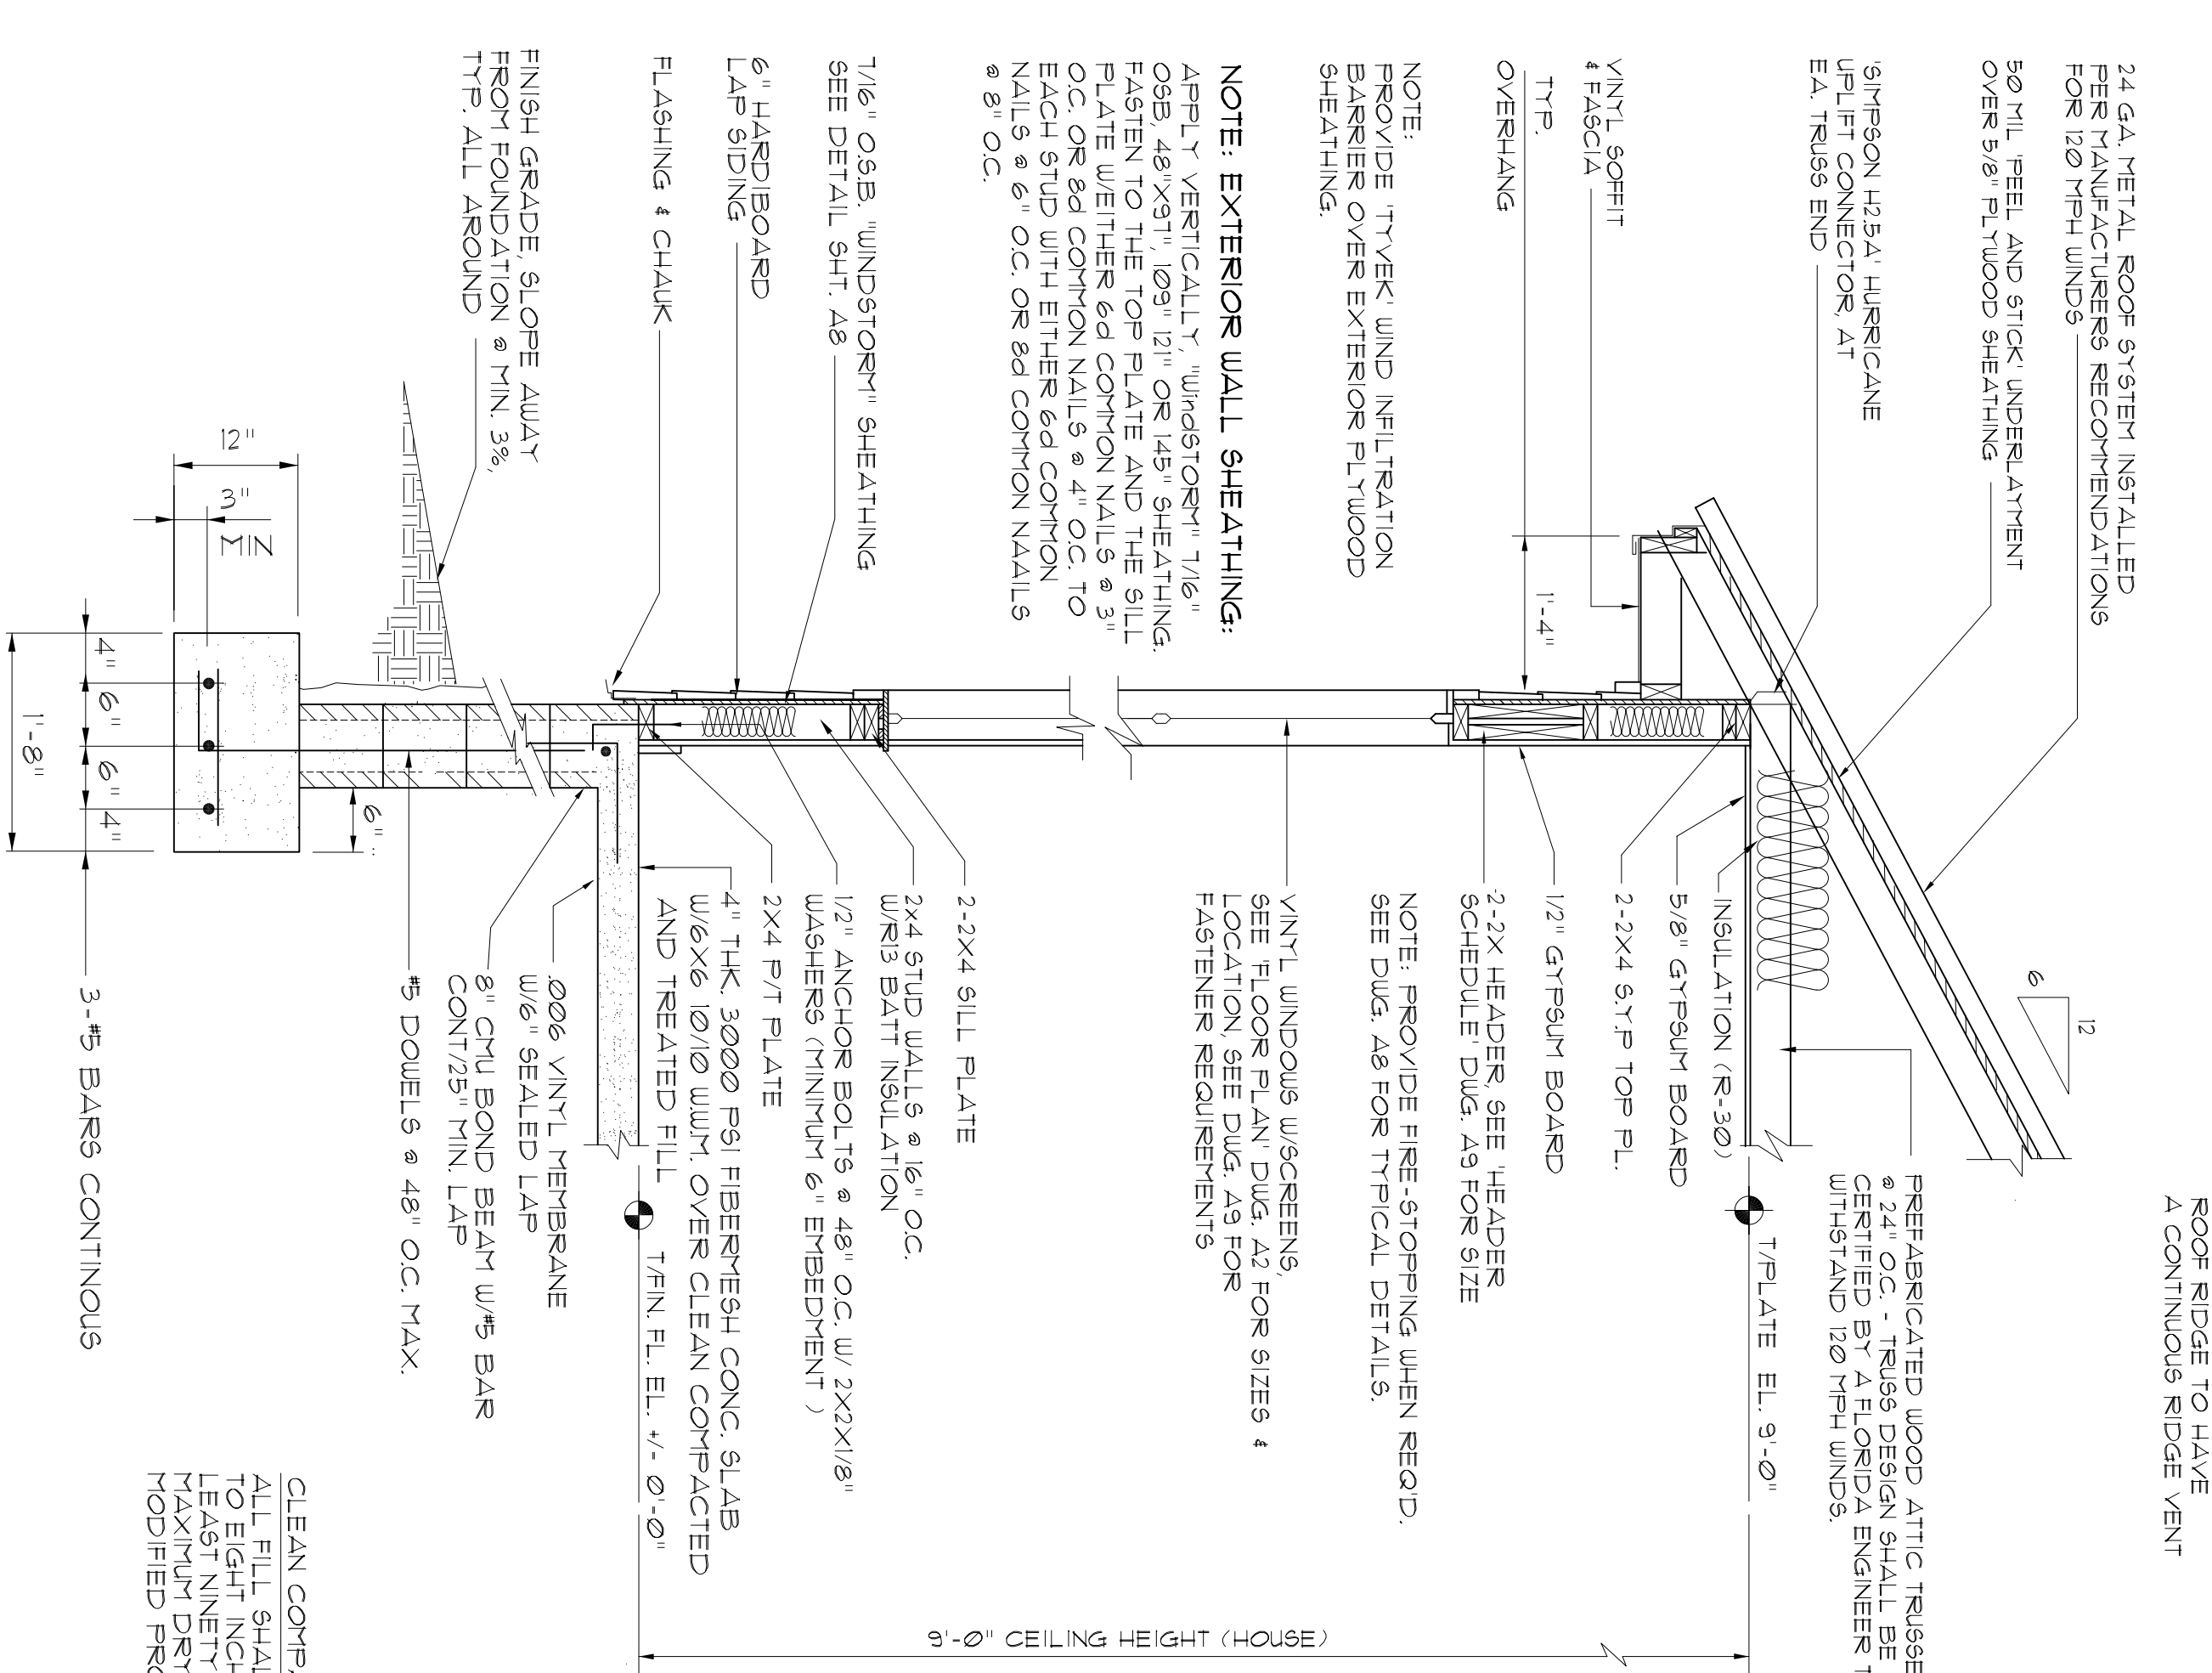 24 GA. METAL ROOF SYSTEM INSTALLED
PER MANUFACTURERS RECOMMENDATIONS
FOR 120 MPH WINDS
50 MIL 'PEEL AND STICK' UNDERLAYMENT
OVER 5/8" PLYWOOD SHEATHING
'SIMPSON H2.5A' HURRICANE
UPLIFT CONNECTOR, AT
EA. TRUSS END
VINYL SOFFIT
& FASCIA
TYP.
OVERHANG
1'-4"
NOTE:
PROVIDE 'TYVEK' WIND INFILTRATION
BARRIER OVER EXTERIOR PLYWOOD
SHEATHING.
NOTE: EXTERIOR WALL SHEATHING:
APPLY VERTICALLY, "WindSTORM" 7/16"
OSB, 48"X97", 109" 121" OR 145" SHEATHING.
FASTEN TO THE TOP PLATE AND THE SILL
PLATE W/EITHER 6d COMMON NAILS @ 3"
O.C. OR 8d COMMON NAILS @ 4" O.C. TO
EACH STUD WITH EITHER 6d COMMON
NAILS @ 6" O.C. OR 8d COMMON NAAILS
@ 8" O.C.
7/16" O.S.B. "WINDSTORM" SHEATHING
SEE DETAIL SHT. A8
6" HARDIBOARD
LAP SIDING
FLASHING & CHAUK
FINISH GRADE, SLOPE AWAY
FROM FOUNDATION @ MIN. 3%,
TYP. ALL AROUND
12"
3"
MIN
4"
6"
6"
4"
1'-8"
6"
ROOF RIDGE TO HAVE
A CONTINUOUS RIDGE VENT
6
12
PREFABRICATED WOOD ATTIC TRUSSE
@ 24" O.C. - TRUSS DESIGN SHALL BE
CERTIFIED BY A FLORIDA ENGINEER T
WITHSTAND 120 MPH WINDS.
T/PLATE EL. 9'-0"
INSULATION (R-30)
5/8" GYPSUM BOARD
2-2X4 S.Y.P TOP PL.
1/2" GYPSUM BOARD
2-2X HEADER, SEE 'HEADER
SCHEDULE' DWG. A9 FOR SIZE
NOTE: PROVIDE FIRE-STOPPING WHEN REQ'D.
SEE DWG. A8 FOR TYPICAL DETAILS.
VINYL WINDOWS W/SCREENS,
SEE 'FLOOR PLAN' DWG. A2 FOR SIZES &
LOCATION, SEE DWG. A9 FOR
FASTENER REQUIREMENTS
2-2X4 SILL PLATE
2x4 STUD WALLS @ 16" O.C.
W/R13 BATT INSULATION
1/2" ANCHOR BOLTS @ 48" O.C. W/ 2X2X1/8"
WASHERS (MINIMUM 6" EMBEDMENT )
2X4 P/T PLATE
4" THK. 3000 PSI FIBERMESH CONC. SLAB
W/6X6 10/10 W.W.M. OVER CLEAN COMPACTED
AND TREATED FILL
T/FIN. FL. EL. +/- 0'-0"
.006 VINYL MEMBRANE
W/6" SEALED LAP
8" CMU BOND BEAM W/#5 BAR
CONT/25" MIN. LAP
#5 DOWELS @ 48" O.C. MAX.
3-#5 BARS CONTINOUS
9'-0" CEILING HEIGHT (HOUSE)
CLEAN COMPA
ALL FILL SHAL
TO EIGHT INCH
LEAST NINETY
MAXIMUM DRY
MODIFIED PRO